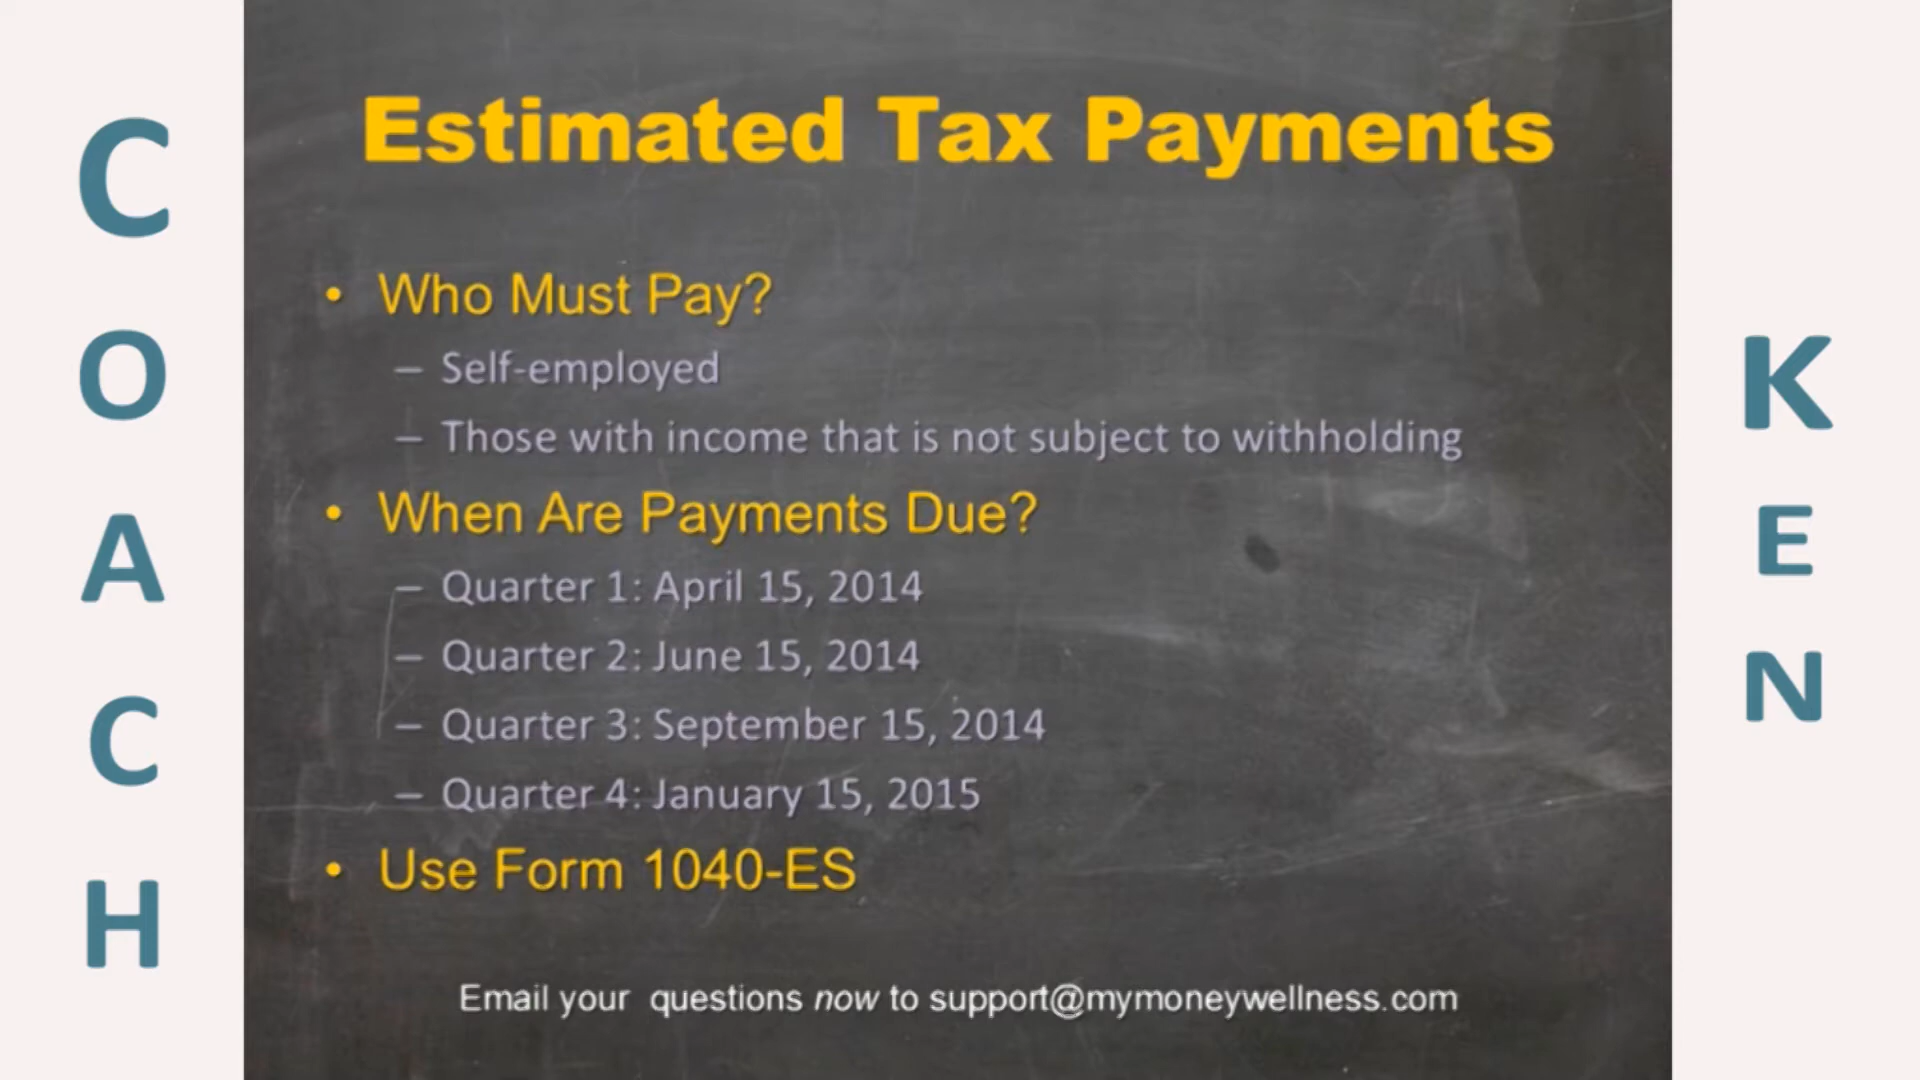 COACH
Estimated Tax Payments
• Who Must Pay?
– Self-employed
– Those with income that is not subject to withholding
• When Are Payments Due?
– Quarter 1: April 15, 2014
– Quarter 2: June 15, 2014
– Quarter 3: September 15, 2014
– Quarter 4: January 15, 2015
• Use Form 1040-ES
Email your questions now to support@mymoneywellness.com
KEN